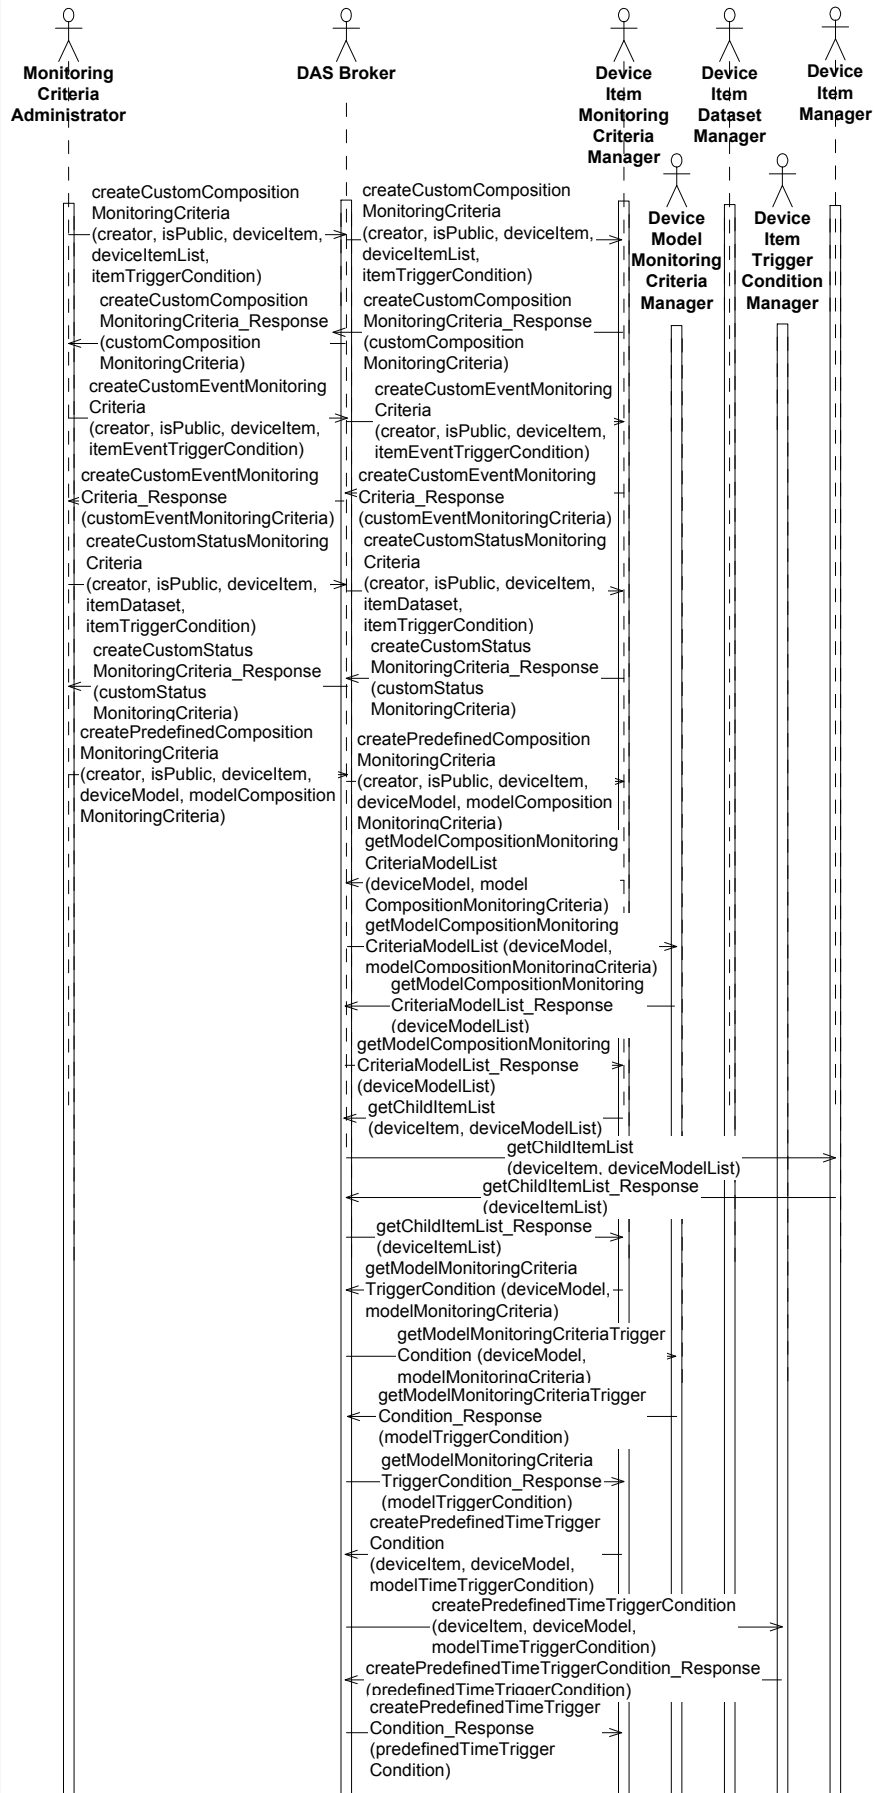 Monitoring
Criteria
Administrator
DAS Broker
Device
Item
Monitoring
Criteria
Manager
Device
Item
Dataset
Manager
Device
Item
Manager
Device
Model
Monitoring
Criteria
Manager
Device
Item
Trigger
Condition
Manager
createCustomComposition
MonitoringCriteria
(creator, isPublic, deviceItem,
deviceItemList,
itemTriggerCondition)
createCustomComposition
MonitoringCriteria
(creator, isPublic, deviceItem,
deviceItemList,
itemTriggerCondition)
createCustomComposition
MonitoringCriteria_Response
(customComposition
MonitoringCriteria)
createCustomComposition
MonitoringCriteria_Response
(customComposition
MonitoringCriteria)
createCustomEventMonitoring
Criteria
(creator, isPublic, deviceItem,
itemEventTriggerCondition)
createCustomEventMonitoring
Criteria
(creator, isPublic, deviceItem,
itemEventTriggerCondition)
createCustomEventMonitoring
Criteria_Response
(customEventMonitoringCriteria)
createCustomEventMonitoring
Criteria_Response
(customEventMonitoringCriteria)
createCustomStatusMonitoring
Criteria
(creator, isPublic, deviceItem,
itemDataset,
itemTriggerCondition)
createCustomStatusMonitoring
Criteria
(creator, isPublic, deviceItem,
itemDataset,
itemTriggerCondition)
createCustomStatus
MonitoringCriteria_Response
(customStatus
MonitoringCriteria)
createCustomStatus
MonitoringCriteria_Response
(customStatus
MonitoringCriteria)
createPredefinedComposition
MonitoringCriteria
(creator, isPublic, deviceItem,
deviceModel, modelComposition
MonitoringCriteria)
createPredefinedComposition
MonitoringCriteria
(creator, isPublic, deviceItem,
deviceModel, modelComposition
MonitoringCriteria)
getModelCompositionMonitoring
CriteriaModelList
(deviceModel, model
CompositionMonitoringCriteria)
getModelCompositionMonitoring
CriteriaModelList (deviceModel,
modelCompositionMonitoringCriteria)
getModelCompositionMonitoring
CriteriaModelList_Response
(deviceModelList)
getModelCompositionMonitoring
CriteriaModelList_Response
(deviceModelList)
getChildItemList
(deviceItem, deviceModelList)
getChildItemList
(deviceItem, deviceModelList)
getChildItemList_Response
(deviceItemList)
getChildItemList_Response
(deviceItemList)
getModelMonitoringCriteria
TriggerCondition (deviceModel,
modelMonitoringCriteria)
getModelMonitoringCriteriaTrigger
Condition (deviceModel,
modelMonitoringCriteria)
getModelMonitoringCriteriaTrigger
Condition_Response
(modelTriggerCondition)
getModelMonitoringCriteria
TriggerCondition_Response
(modelTriggerCondition)
createPredefinedTimeTrigger
Condition
(deviceItem, deviceModel,
modelTimeTriggerCondition)
createPredefinedTimeTriggerCondition
(deviceItem, deviceModel,
modelTimeTriggerCondition)
createPredefinedTimeTriggerCondition_Response
(predefinedTimeTriggerCondition)
createPredefinedTimeTrigger
Condition_Response
(predefinedTimeTrigger
Condition)